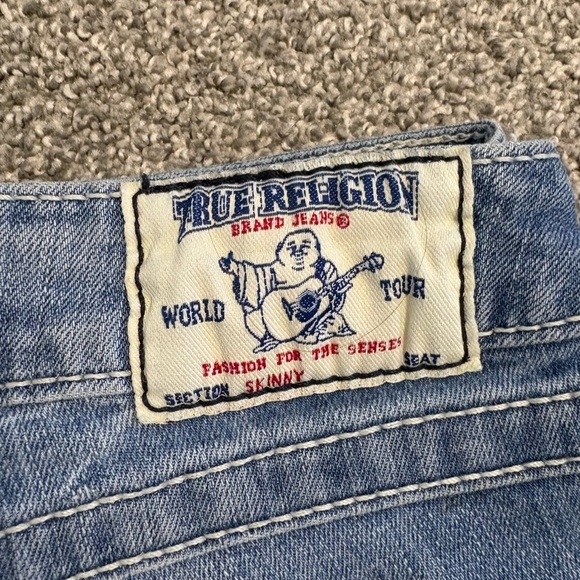 TRUE RELIGION
BRAND JEANS®
WORLD TOUR
FASHION FOR THE SENSES
SECTION SKINNY SEAT